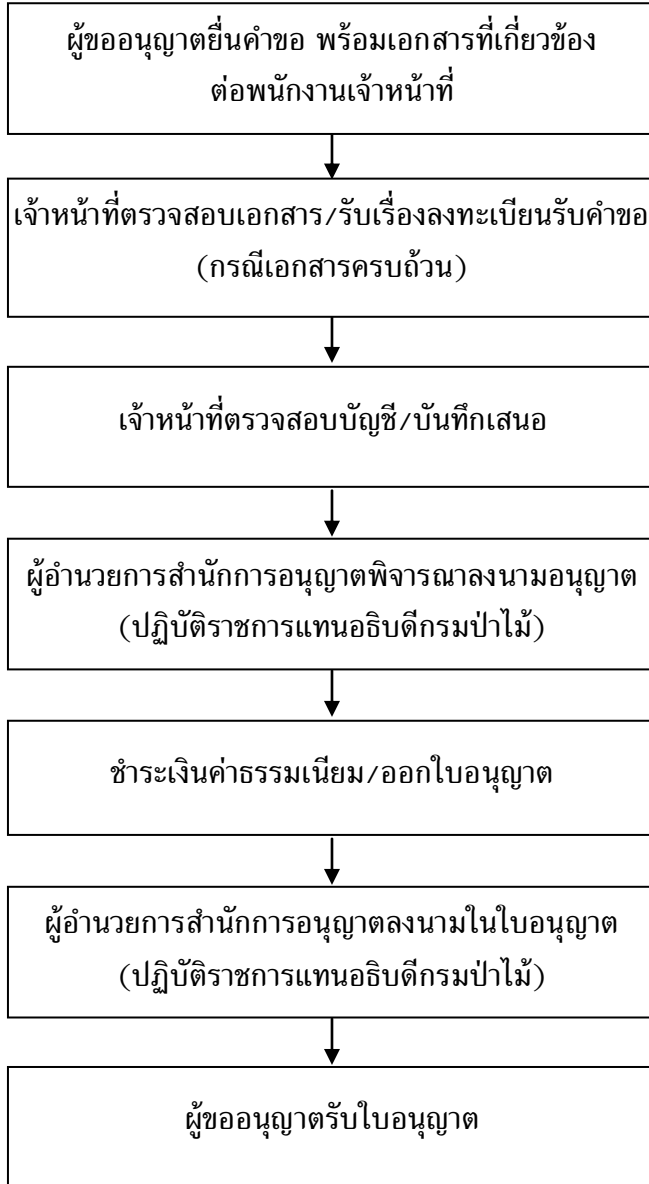 ผู้ขออนุญาตยื่นคำขอ พร้อมเอกสารที่เกี่ยวข้อง
ต่อพนักงานเจ้าหน้าที่
เจ้าหน้าที่ตรวจสอบเอกสาร/รับเรื่องลงทะเบียนรับคำขอ
(กรณีเอกสารครบถ้วน)
เจ้าหน้าที่ตรวจสอบบัญชี/บันทึกเสนอ
ผู้อำนวยการสำนักการอนุญาตพิจารณาลงนามอนุญาต
(ปฏิบัติราชการแทนอธิบดีกรมป่าไม้)
ชำระเงินค่าธรรมเนียม/ออกใบอนุญาต
ผู้อำนวยการสำนักการอนุญาตลงนามในใบอนุญาต
(ปฏิบัติราชการแทนอธิบดีกรมป่าไม้)
ผู้ขออนุญาตรับใบอนุญาต